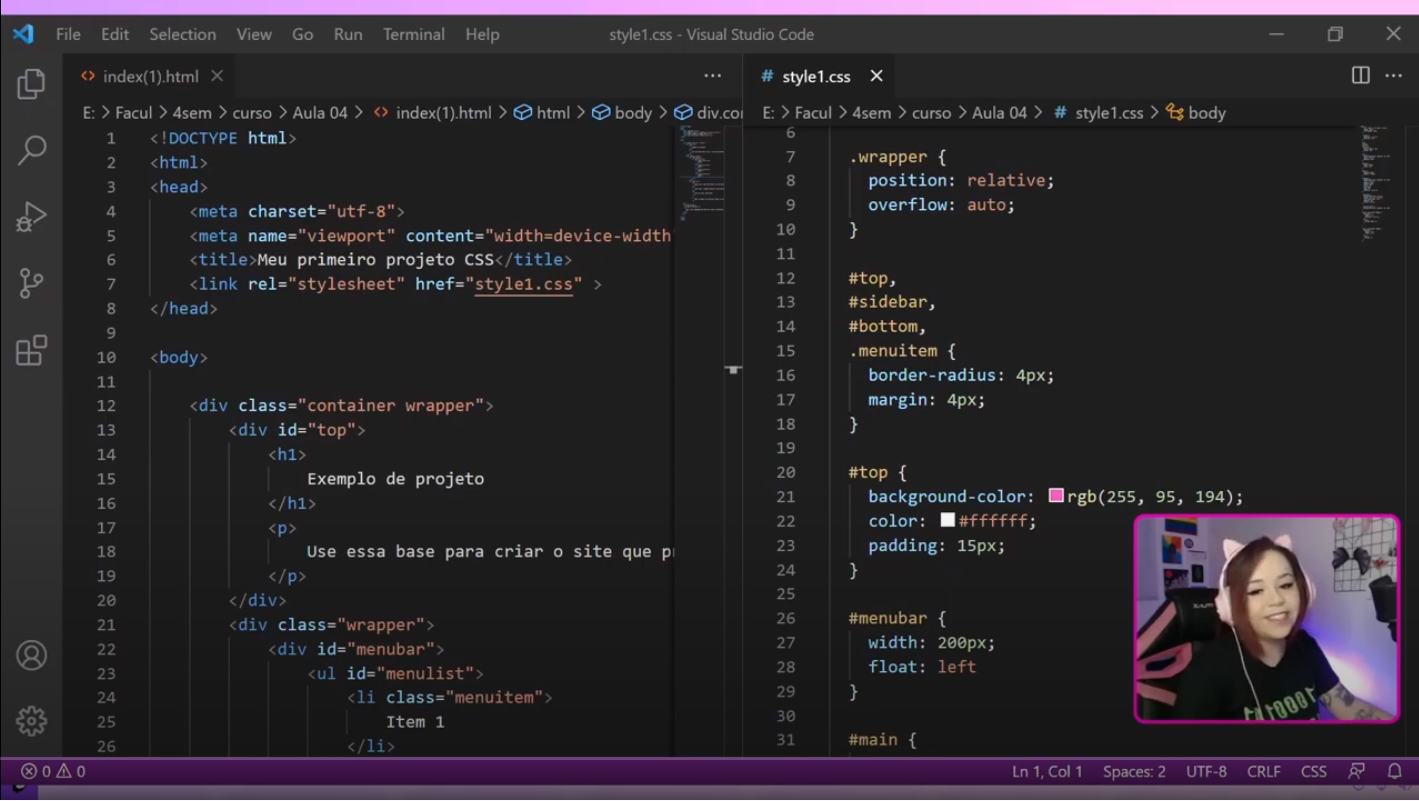 File Edit Selection View Go Run Terminal Help style1.css - Visual Studio Code
index(1).html
E: > Facul > 4sem > curso > Aula 04 > index(1).html > html > body > div.co
1 <!DOCTYPE html>
2 <html>
3 <head>
4 <meta charset="utf-8">
5 <meta name="viewport" content="width=device-width
6 <title>Meu primeiro projeto CSS</title>
7 <link rel="stylesheet" href="style1.css" >
8 </head>
9
10 <body>
11
12 <div class="container wrapper">
13 <div id="top">
14 <h1>
15 Exemplo de projeto
16 </h1>
17 <p>
18 Use essa base para criar o site que p
19 </p>
20 </div>
21 <div class="wrapper">
22 <div id="menubar">
23 <ul id="menulist">
24 <li class="menuitem">
25 Item 1
26 </li>
style1.css
E: > Facul > 4sem > curso > Aula 04 > style1.css > body
6
7 .wrapper {
8 position: relative;
9 overflow: auto;
10 }
11
12 #top,
13 #sidebar,
14 #bottom,
15 .menuitem {
16 border-radius: 4px;
17 margin: 4px;
18 }
19
20 #top {
21 background-color: rgb(255, 95, 194);
22 color: #ffffff;
23 padding: 15px;
24 }
25
26 #menubar {
27 width: 200px;
28 float: left
29 }
30
31 #main {
0 0 Ln 1, Col 1 Spaces: 2 UTF-8 CRLF CSS